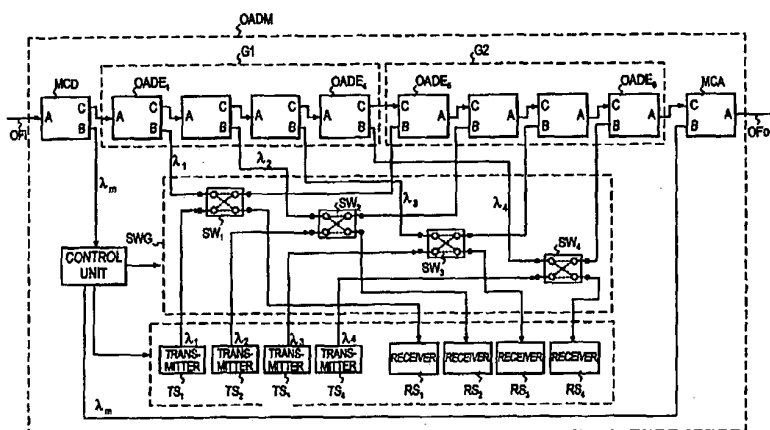 OADM
G1
G2
MCD
OADE₁
OADE₄
OADE₅
OADE₈
MCA
A C B
A C B
A C B
A C B
A C B
C A B
C A B
C A B
C A B
C A B
OFi
OFo
λ₁
λ₂
λ₃
λ₄
λm
SW₁
SW₂
SW₃
SW₄
SWG
CONTROL
UNIT
λ₁
λ₂
λ₃
λ₄
TRANS-
MITTER
TRANS-
MITTER
TRANS-
MITTER
TRANS-
MITTER
RECEIVER
RECEIVER
RECEIVER
RECEIVER
TS₁
TS₂
TS₄
RS₁
RS₂
RS₃
RS₄
λm